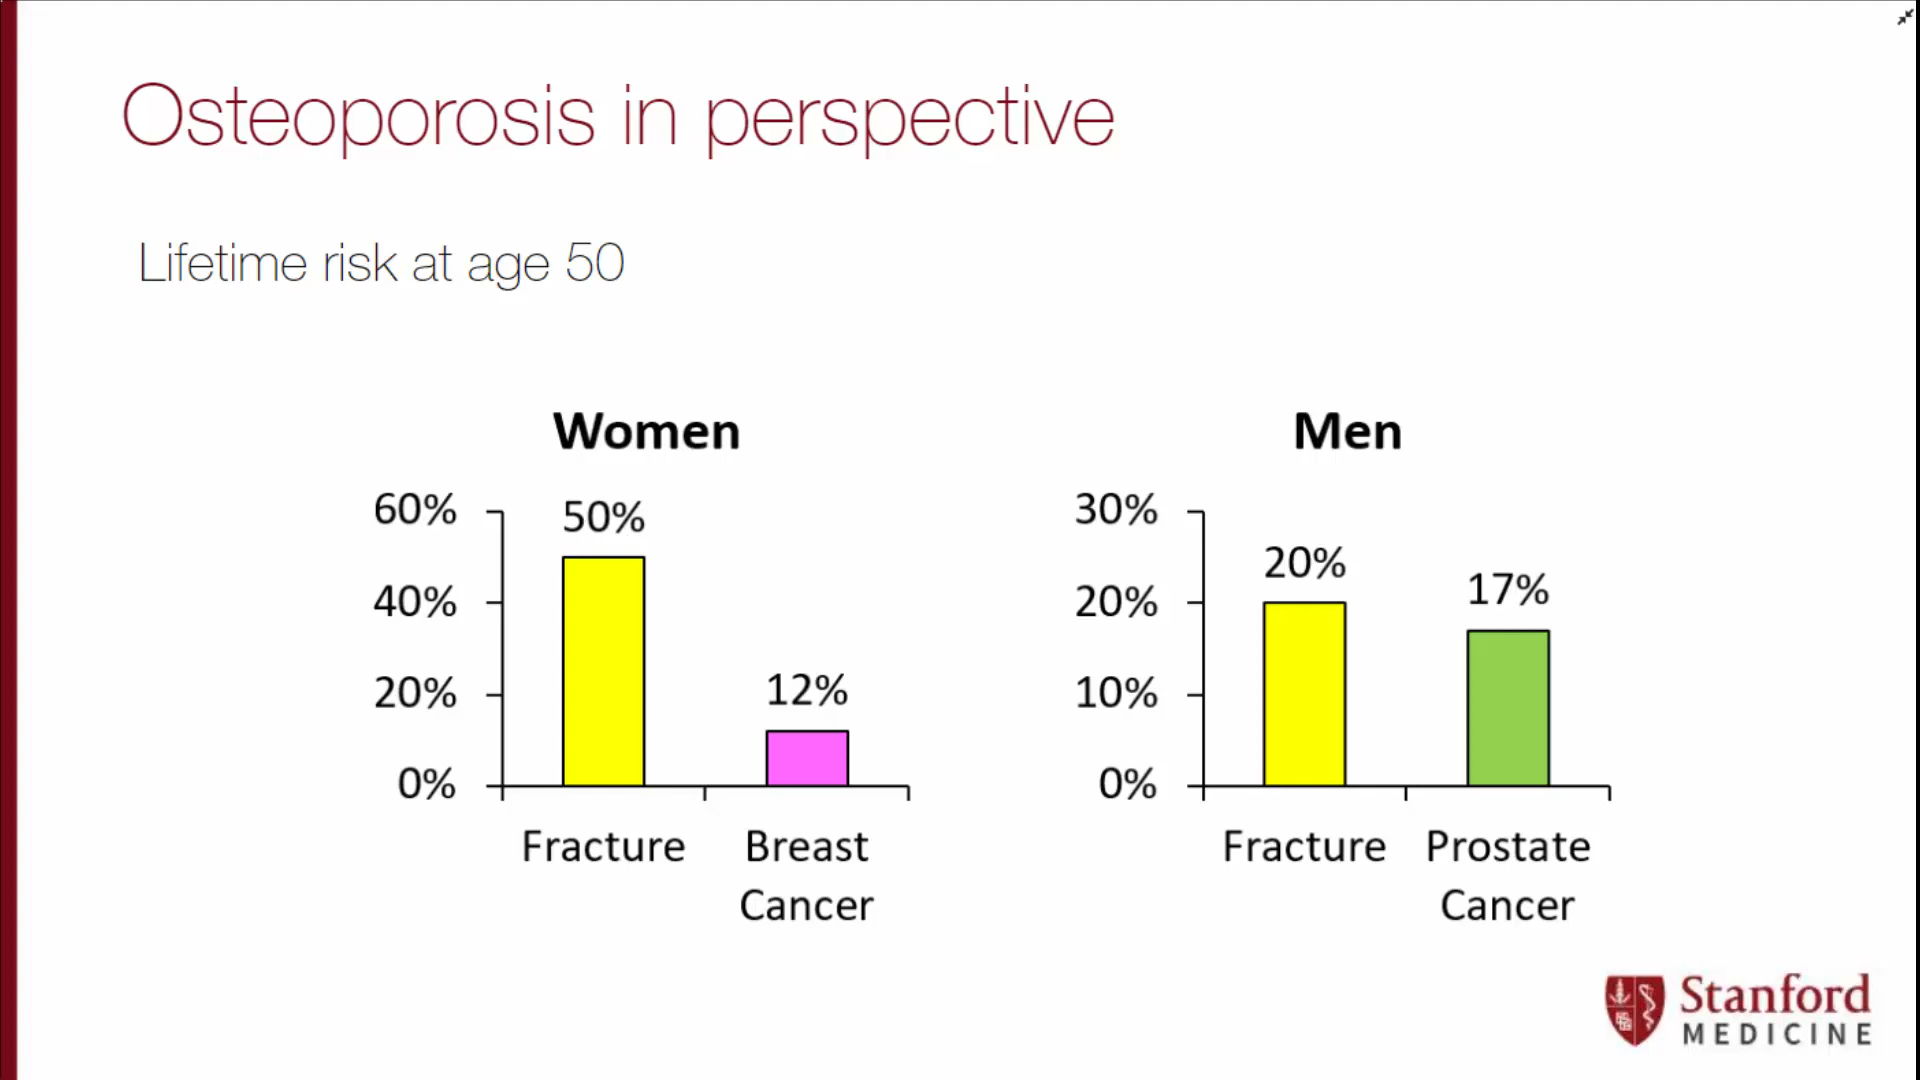 Osteoporosis in perspective
Lifetime risk at age 50
Women
60%
40%
20%
0%
50%
12%
Fracture
Breast
Cancer
Men
30%
20%
10%
0%
20%
17%
Fracture
Prostate
Cancer
Stanford
MEDICINE